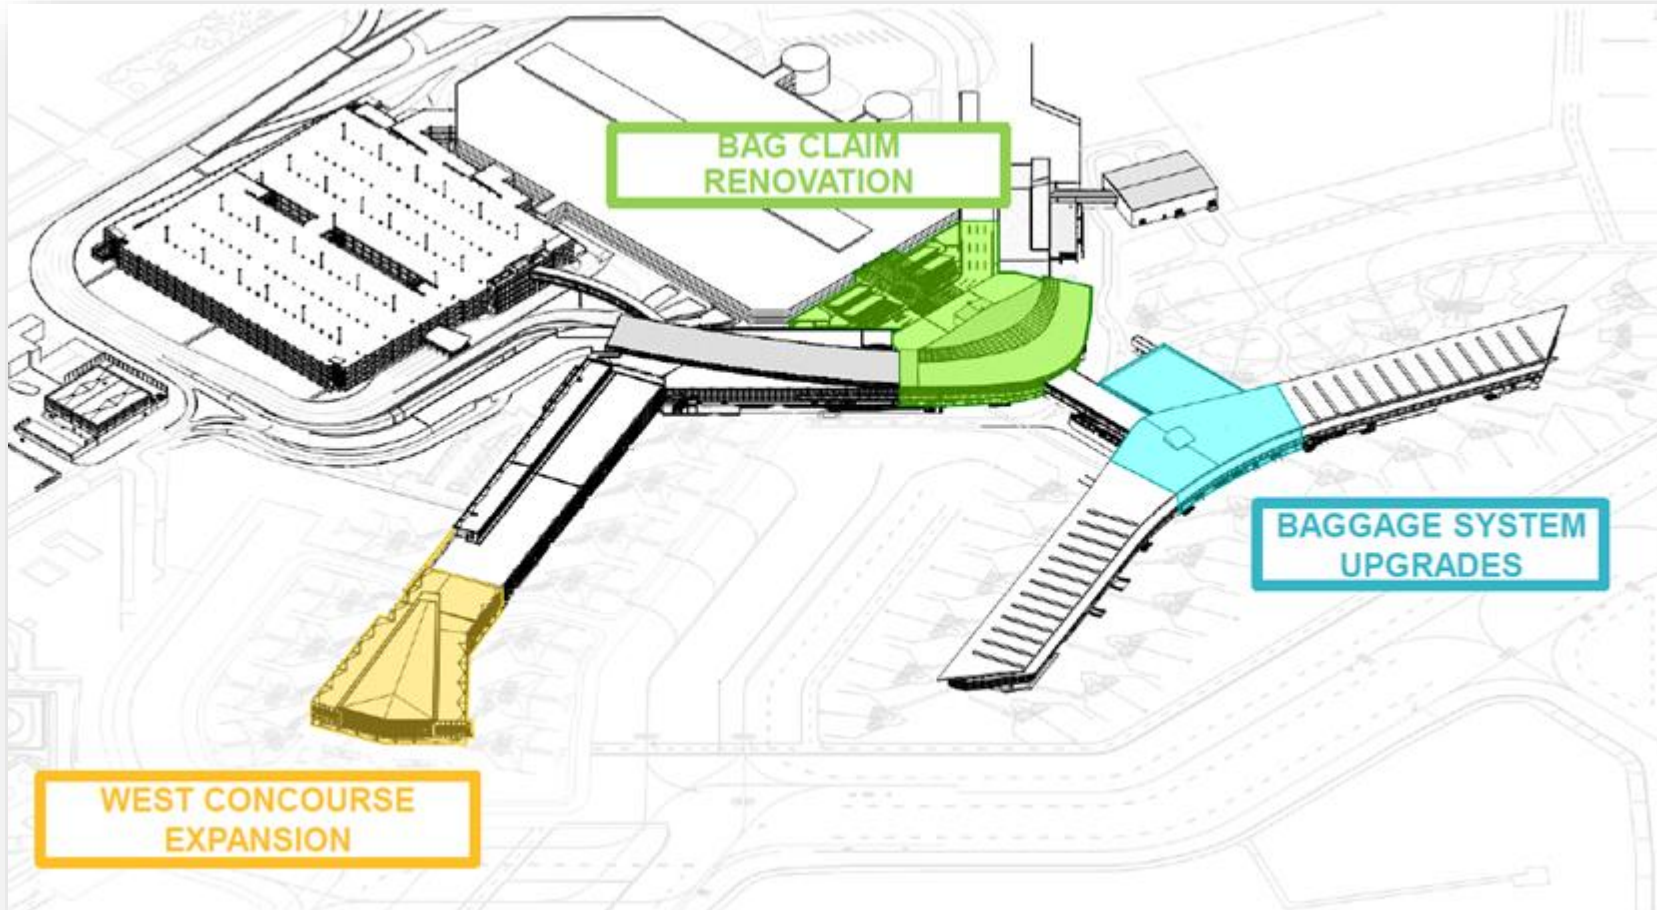 BAG CLAIM
RENOVATION
BAGGAGE SYSTEM
UPGRADES
WEST CONCOURSE
EXPANSION